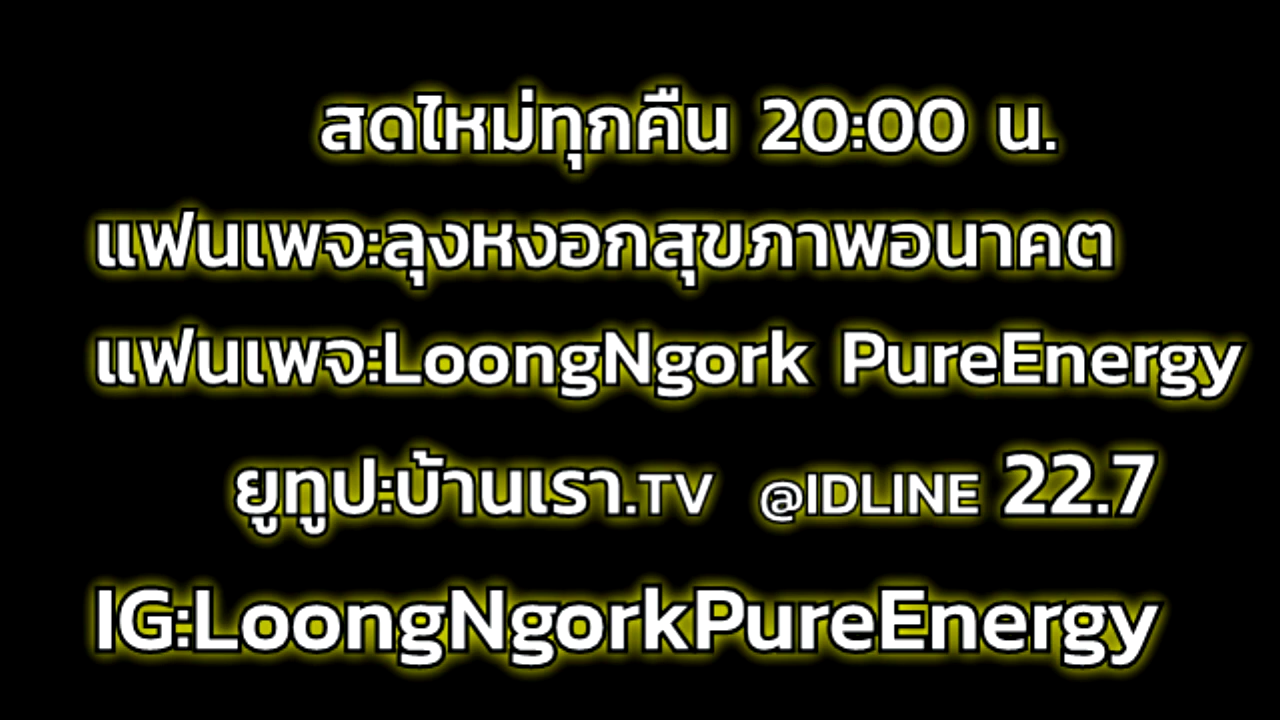 สดใหม่ทุกคืน 20:00 น.
แฟนเพจ:ลุงหงอกสุขภาพอนาคต
แฟนเพจ:LoongNgork PureEnergy
ยูทูป:บ้านเรา.TV @IDLINE 22.7
IG:LoongNgorkPureEnergy